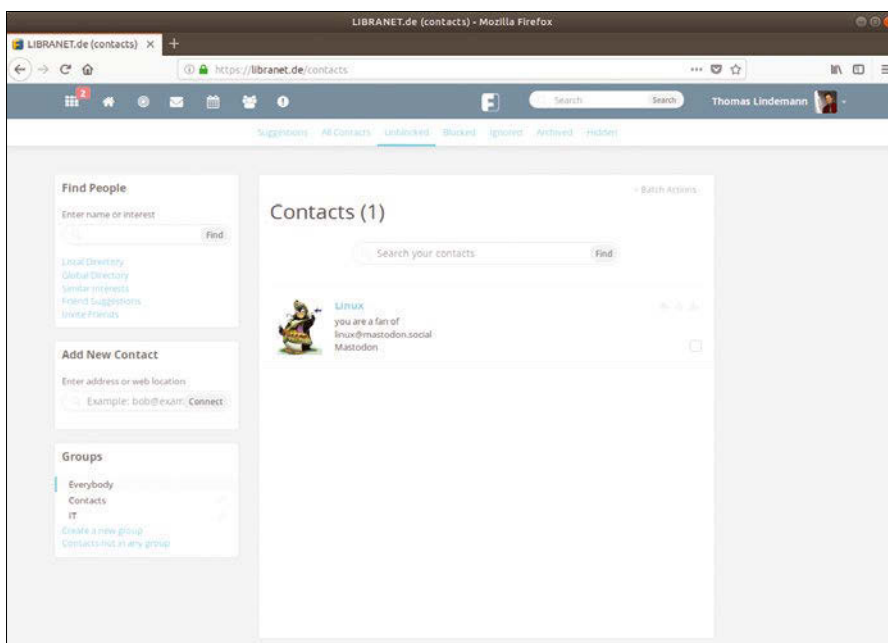 LIBRANET.de (contacts) - Mozilla Firefox
LIBRANET.de (contacts)
https://libranet.de/contacts
2
Search
Search
Thomas Lindemann
Suggestions All Contacts Unblocked Blocked Ignored Archived Hidden
Find People
Enter name or interest
Find
Local Directory
Global Directory
Similar Interests
Friend Suggestions
Invite Friends
Add New Contact
Enter address or web location
Example: bob@exam Connect
Groups
Everybody
Contacts
IT
Create a new group
Contacts not in any group
- Batch Actions -
Contacts (1)
Search your contacts
Find
Linux
you are a fan of
linux@mastodon.social
Mastodon